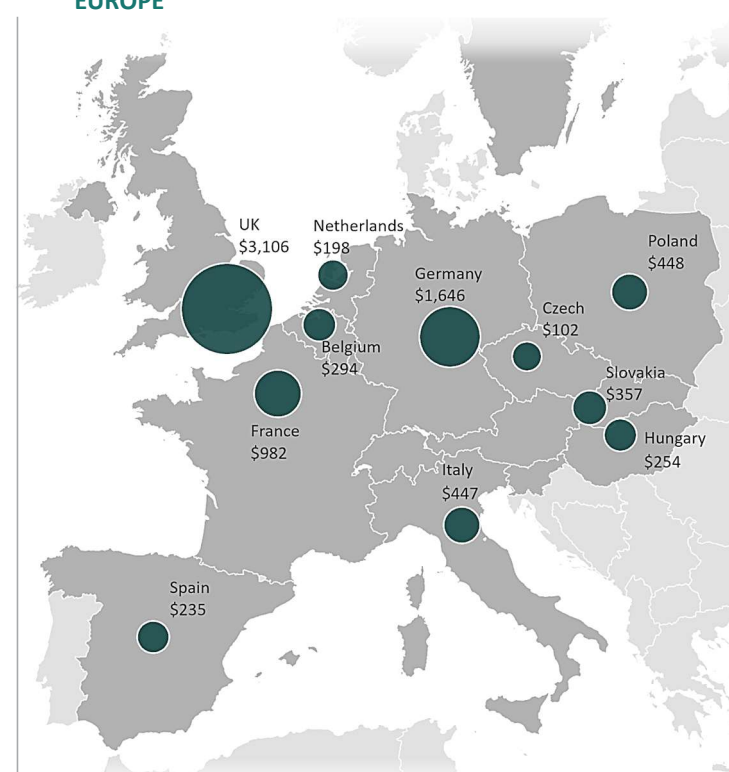 EUROPE
UK
$3,106
Netherlands
$198
Germany
$1,646
Poland
$448
Czech
$102
Belgium
$294
Slovakia
$357
France
$982
Hungary
$254
Italy
$447
Spain
$235